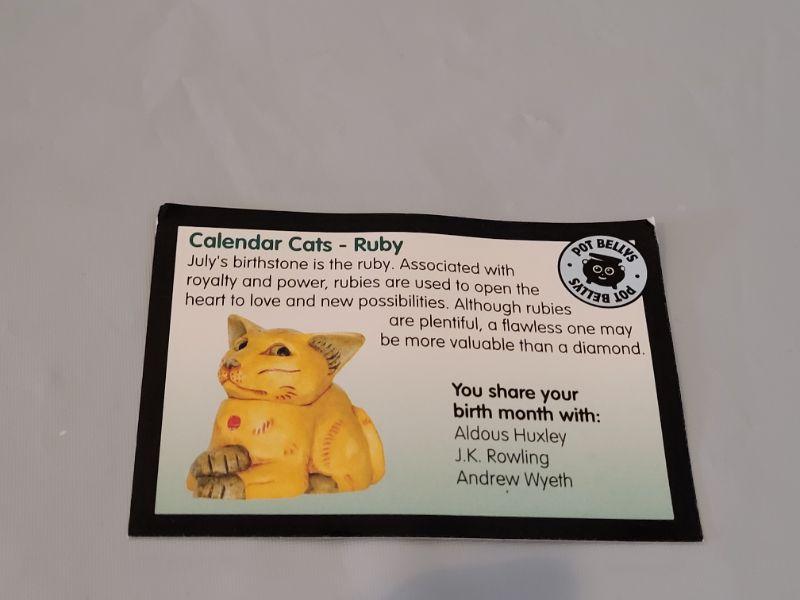 Calendar Cats - Ruby
July's birthstone is the ruby. Associated with
royalty and power, rubies are used to open the
heart to love and new possibilities. Although rubies
are plentiful, a flawless one may
be more valuable than a diamond.
You share your
birth month with:
Aldous Huxley
J.K. Rowling
Andrew Wyeth
POT BELLYS
POT BELLYS